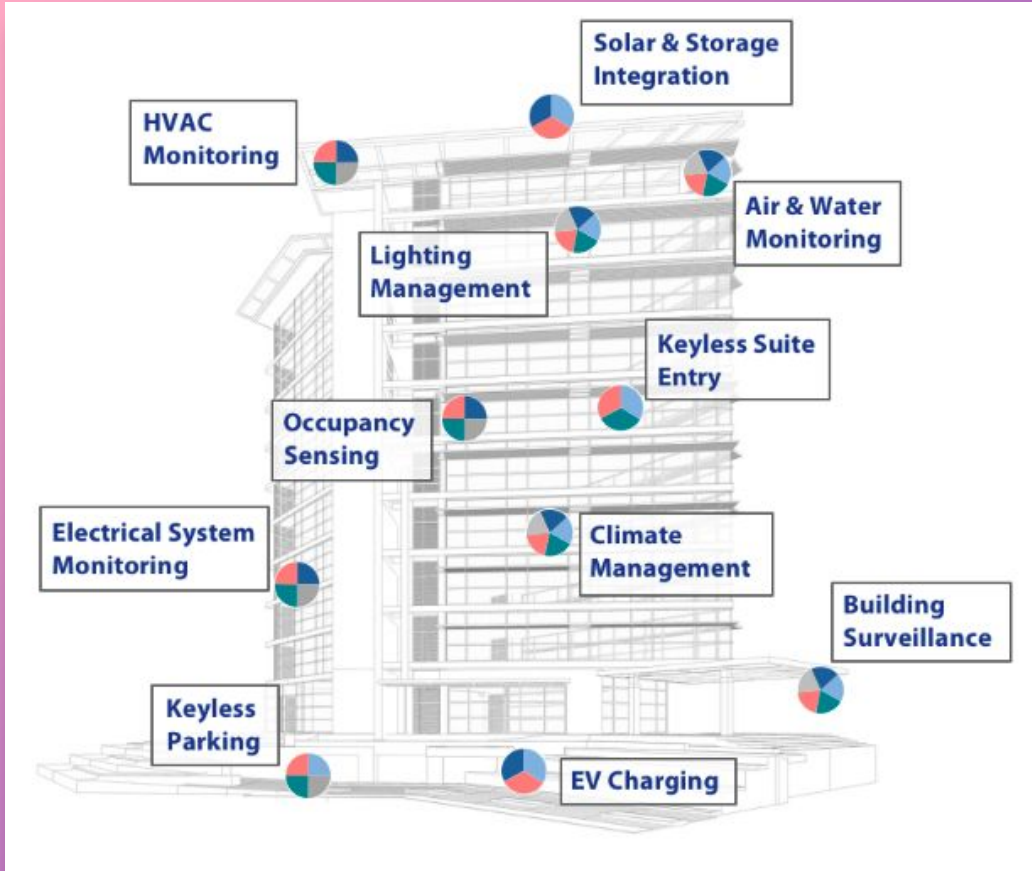 Solar & Storage
Integration
HVAC
Monitoring
Air & Water
Monitoring
Lighting
Management
Keyless Suite
Entry
Occupancy
Sensing
Electrical System
Monitoring
Climate
Management
Building
Surveillance
Keyless
Parking
EV Charging